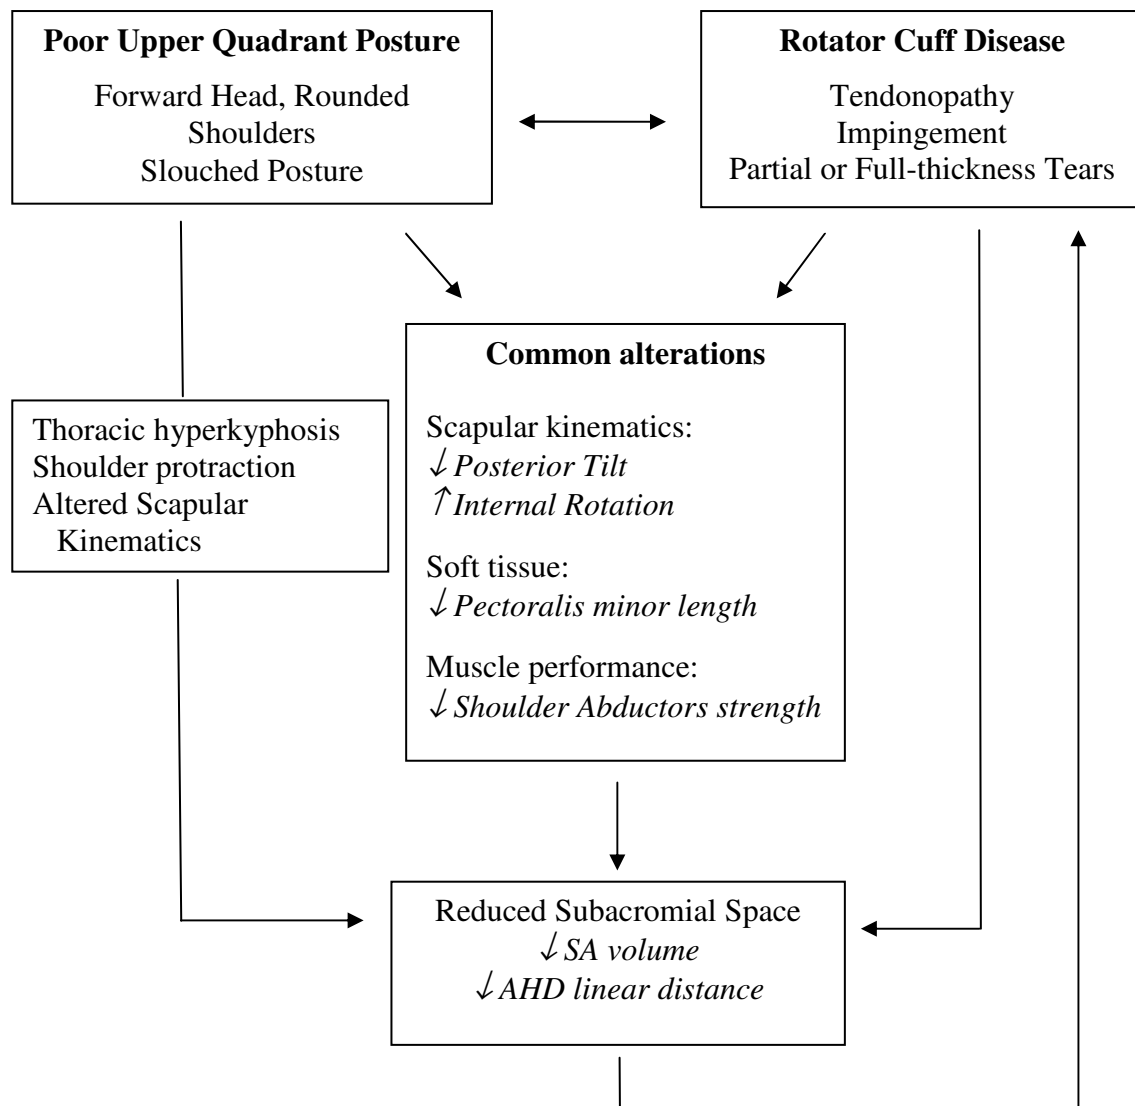 Poor Upper Quadrant Posture
Forward Head, Rounded
Shoulders
Slouched Posture
Rotator Cuff Disease
Tendonopathy
Impingement
Partial or Full-thickness Tears
Thoracic hyperkyphosis
Shoulder protraction
Altered Scapular
Kinematics
Common alterations
Scapular kinematics:
↓ Posterior Tilt
↑ Internal Rotation
Soft tissue:
↓ Pectoralis minor length
Muscle performance:
↓ Shoulder Abductors strength
Reduced Subacromial Space
↓ SA volume
↓ AHD linear distance